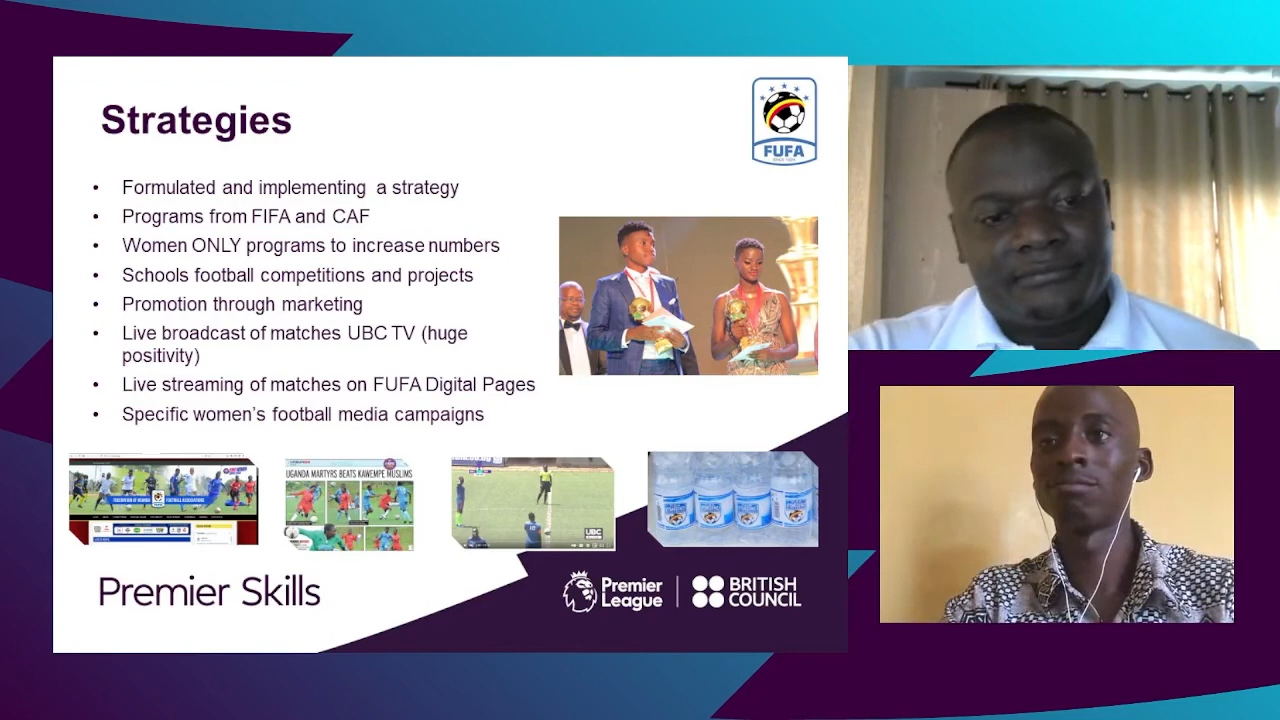 Strategies
FUFA
• Formulated and implementing a strategy
• Programs from FIFA and CAF
• Women ONLY programs to increase numbers
• Schools football competitions and projects
• Promotion through marketing
• Live broadcast of matches UBC TV (huge
positivity)
• Live streaming of matches on FUFA Digital Pages
• Specific women's football media campaigns
UGANDA MARTYRS BEATS KAWEMPE MUSLIMS
UBC
Premier Skills
Premier
League
BRITISH
COUNCIL